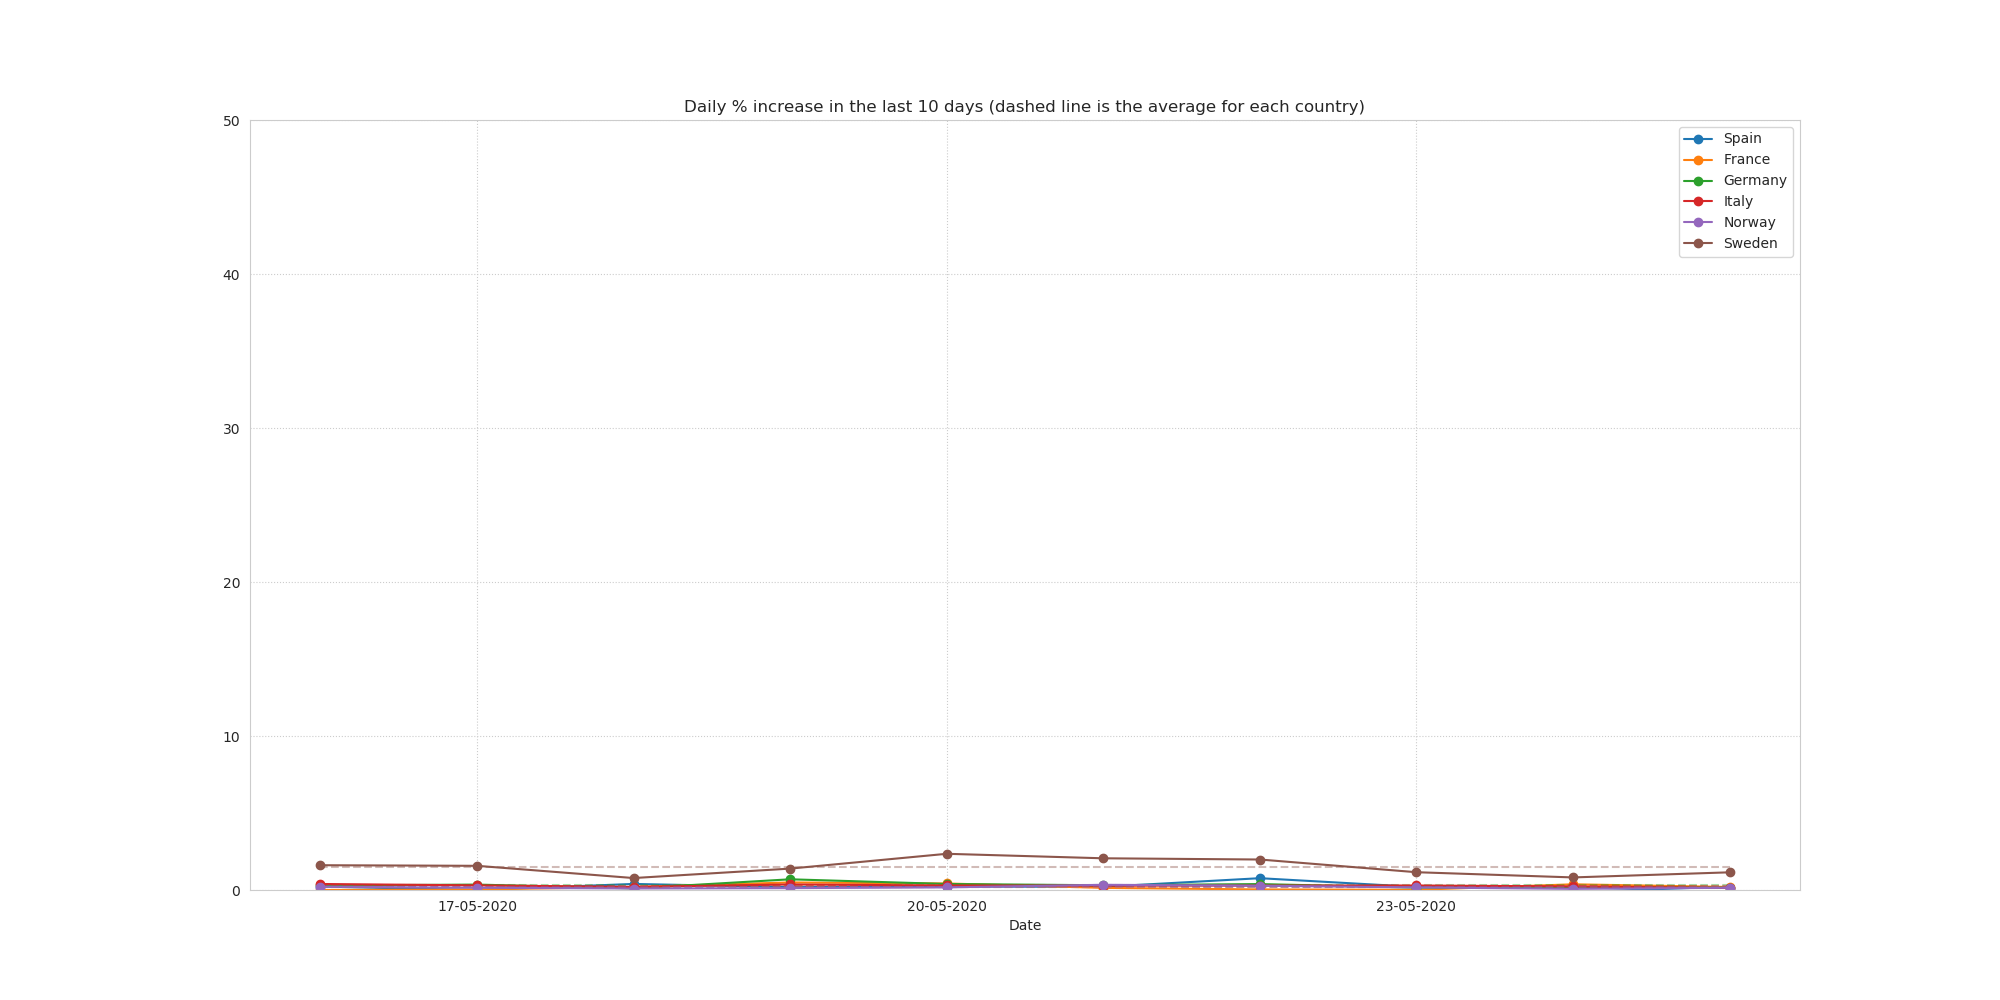 Daily % increase in the last 10 days (dashed line is the average for each country)
50
40
30
20
10
0
Spain
France
Germany
Italy
Norway
Sweden
17-05-2020
20-05-2020
23-05-2020
Date